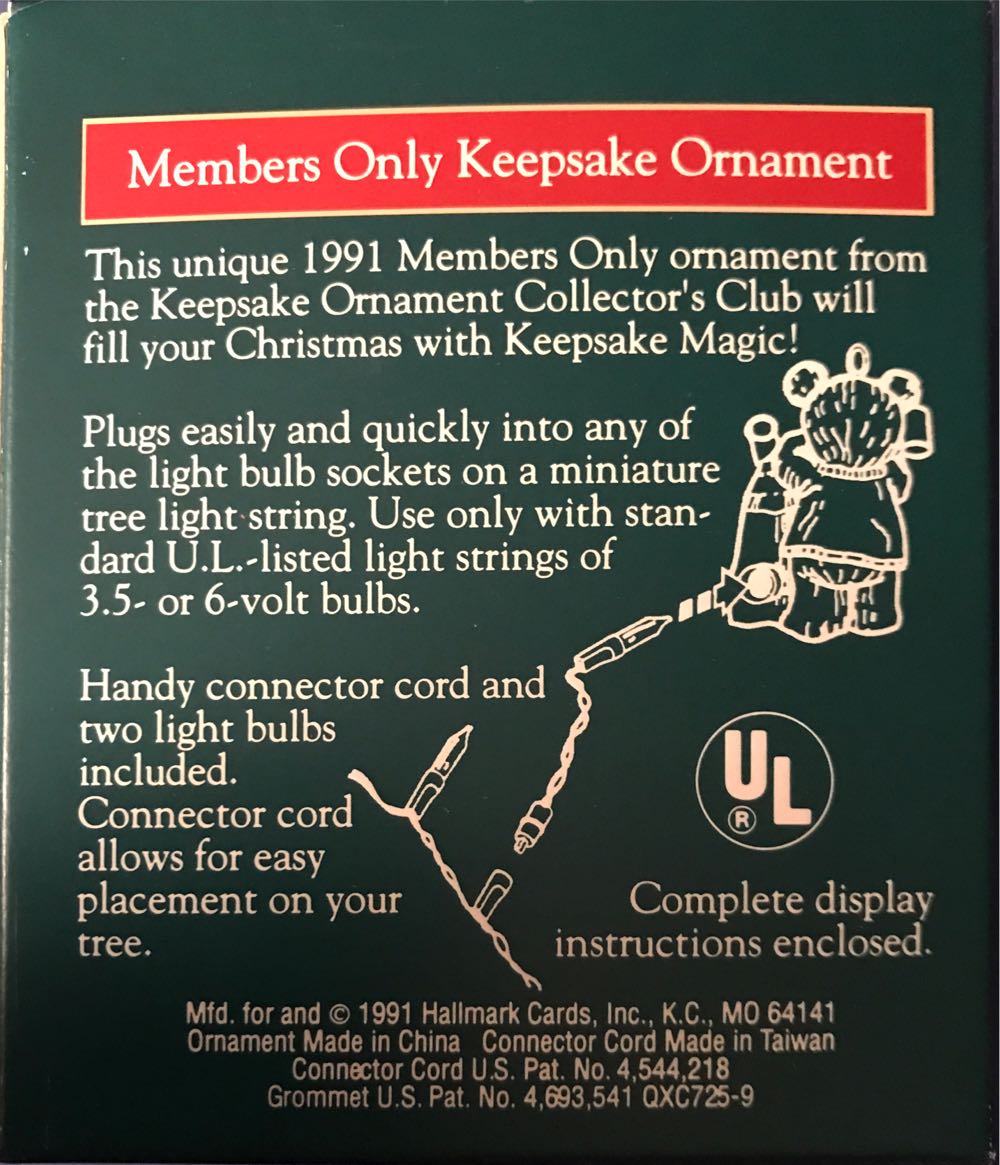 Members Only Keepsake Ornament
This unique 1991 Members Only ornament from
the Keepsake Ornament Collector's Club will
fill your Christmas with Keepsake Magic!
Plugs easily and quickly into any of
the light bulb sockets on a miniature
tree light string. Use only with stan-
dard U.L.-listed light strings of
3.5- or 6-volt bulbs.
Handy connector cord and
two light bulbs
included.
Connector cord
allows for easy
placement on your
tree.
UL
®
Complete display
instructions enclosed.
Mfd. for and © 1991 Hallmark Cards, Inc., K.C., MO 64141
Ornament Made in China Connector Cord Made in Taiwan
Connector Cord U.S. Pat. No. 4,544,218
Grommet U.S. Pat. No. 4,693,541 QXC725-9